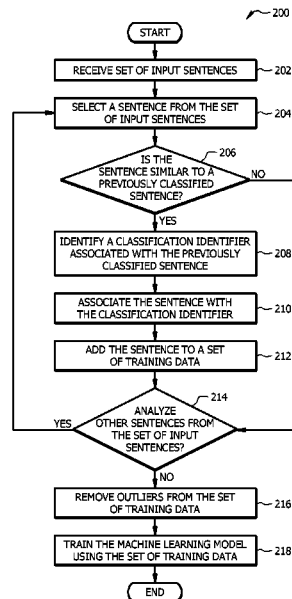 200
START
RECEIVE SET OF INPUT SENTENCES
202
SELECT A SENTENCE FROM THE SET
OF INPUT SENTENCES
204
206
IS THE
SENTENCE SIMILAR TO A
PREVIOUSLY CLASSIFIED
SENTENCE?
NO
YES
IDENTIFY A CLASSIFICATION IDENTIFIER
ASSOCIATED WITH THE PREVIOUSLY
CLASSIFIED SENTENCE
208
ASSOCIATE THE SENTENCE WITH
THE CLASSIFICATION IDENTIFIER
210
ADD THE SENTENCE TO A SET
OF TRAINING DATA
212
214
ANALYZE
OTHER SENTENCES FROM
THE SET OF INPUT
SENTENCES?
YES
NO
REMOVE OUTLIERS FROM THE SET
OF TRAINING DATA
216
TRAIN THE MACHINE LEARNING MODEL
USING THE SET OF TRAINING DATA
218
END